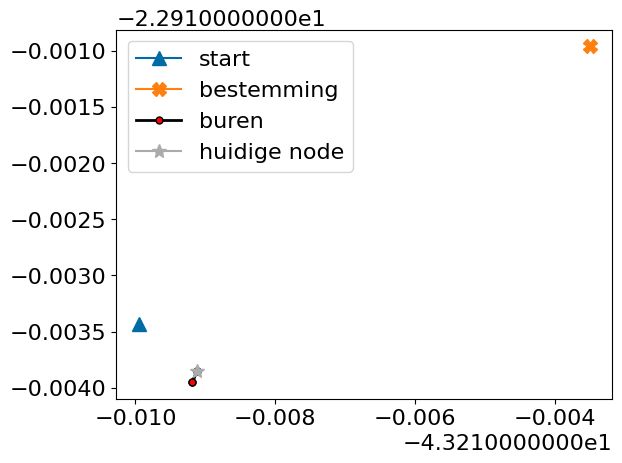 −2.2910000000e1
−0.0010
−0.0015
−0.0020
−0.0025
−0.0030
−0.0035
−0.0040
start
bestemming
buren
huidige node
−0.010
−0.008
−0.006
−0.004
−4.3210000000e1